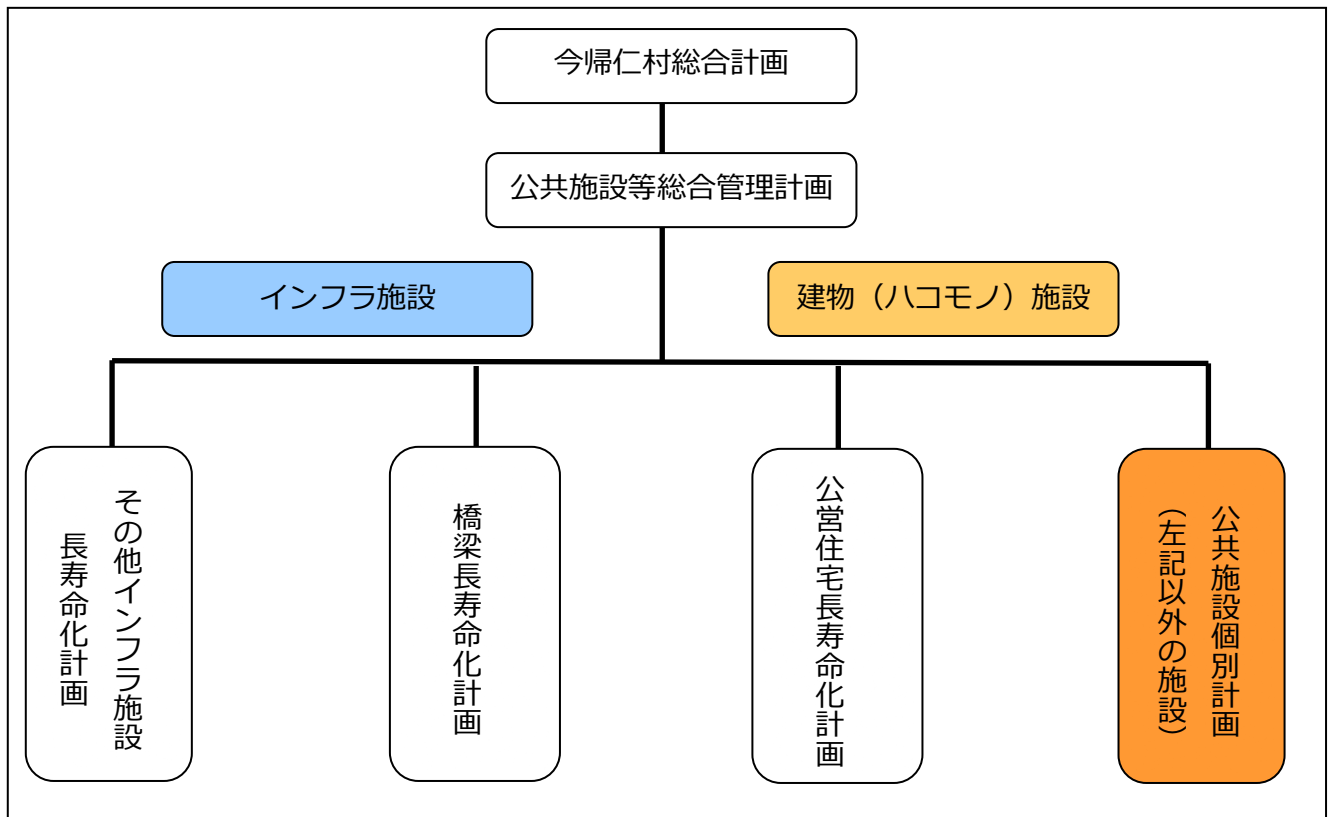 今帰仁村総合計画
公共施設等総合管理計画
インフラ施設
建物（ハコモノ）施設
その他インフラ施設
長寿命化計画
橋梁長寿命化計画
公営住宅長寿命化計画
公共施設個別計画
（左記以外の施設）